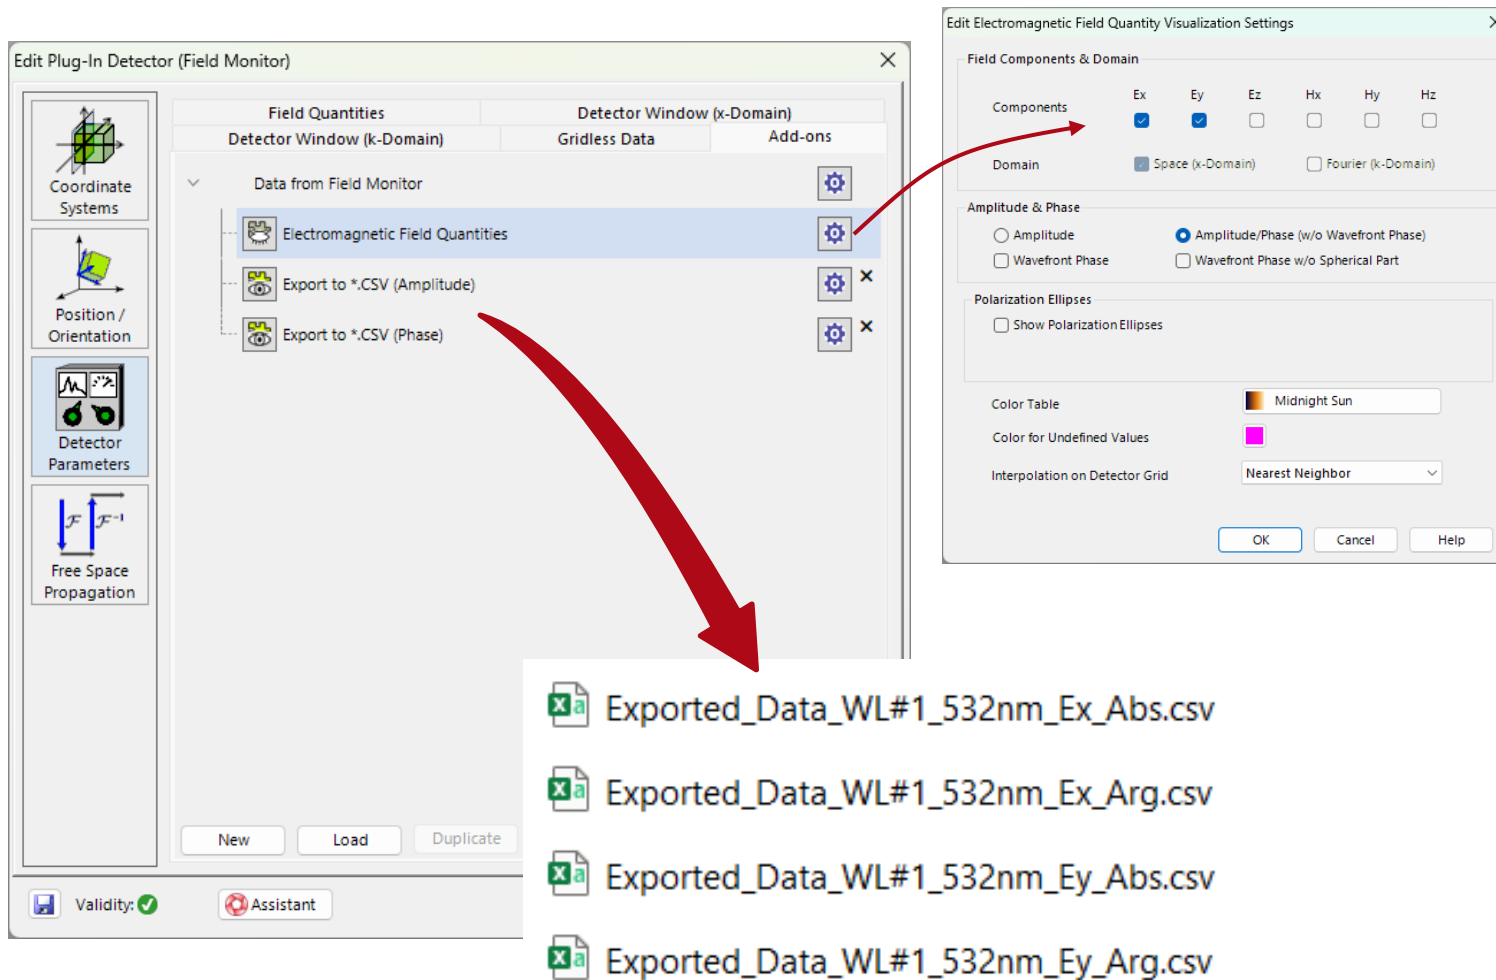 Edit Plug-In Detector (Field Monitor)
Coordinate
Systems
Position /
Orientation
Detector
Parameters
ℱ ℱ⁻¹
Free Space
Propagation
Field Quantities
Detector Window (x-Domain)
Detector Window (k-Domain)
Gridless Data
Add-ons
Data from Field Monitor
Electromagnetic Field Quantities
Export to *.CSV (Amplitude)
Export to *.CSV (Phase)
New
Load
Duplicate
Validity:
Assistant
Edit Electromagnetic Field Quantity Visualization Settings
Field Components & Domain
Ex Ey Ez Hx Hy Hz
Components
Domain
Space (x-Domain)
Fourier (k-Domain)
Amplitude & Phase
Amplitude
Amplitude/Phase (w/o Wavefront Phase)
Wavefront Phase
Wavefront Phase w/o Spherical Part
Polarization Ellipses
Show Polarization Ellipses
Color Table
Midnight Sun
Color for Undefined Values
Interpolation on Detector Grid
Nearest Neighbor
OK
Cancel
Help
Exported_Data_WL#1_532nm_Ex_Abs.csv
Exported_Data_WL#1_532nm_Ex_Arg.csv
Exported_Data_WL#1_532nm_Ey_Abs.csv
Exported_Data_WL#1_532nm_Ey_Arg.csv